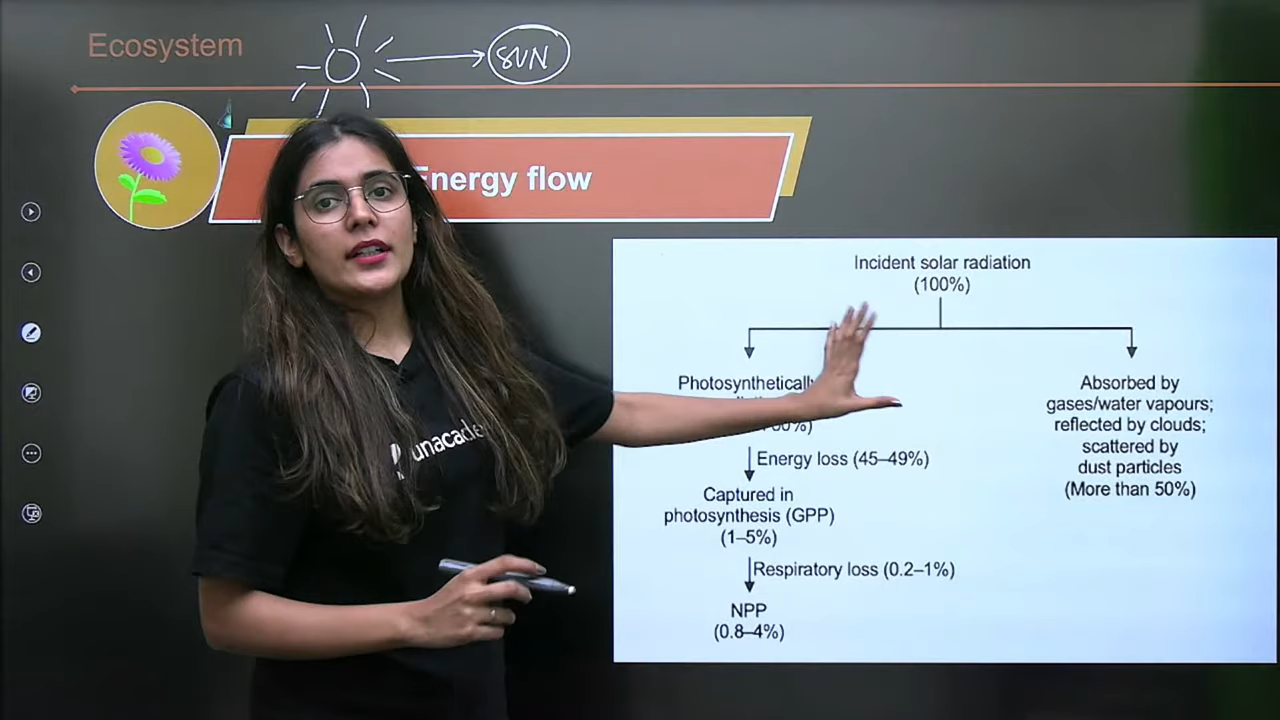 Ecosystem
SUN
Energy flow
Incident solar radiation
(100%)
Photosynthetically
Absorbed by
gases/water vapours;
reflected by clouds;
scattered by
dust particles
(More than 50%)
Energy loss (45–49%)
Captured in
photosynthesis (GPP)
(1–5%)
Respiratory loss (0.2–1%)
NPP
(0.8–4%)